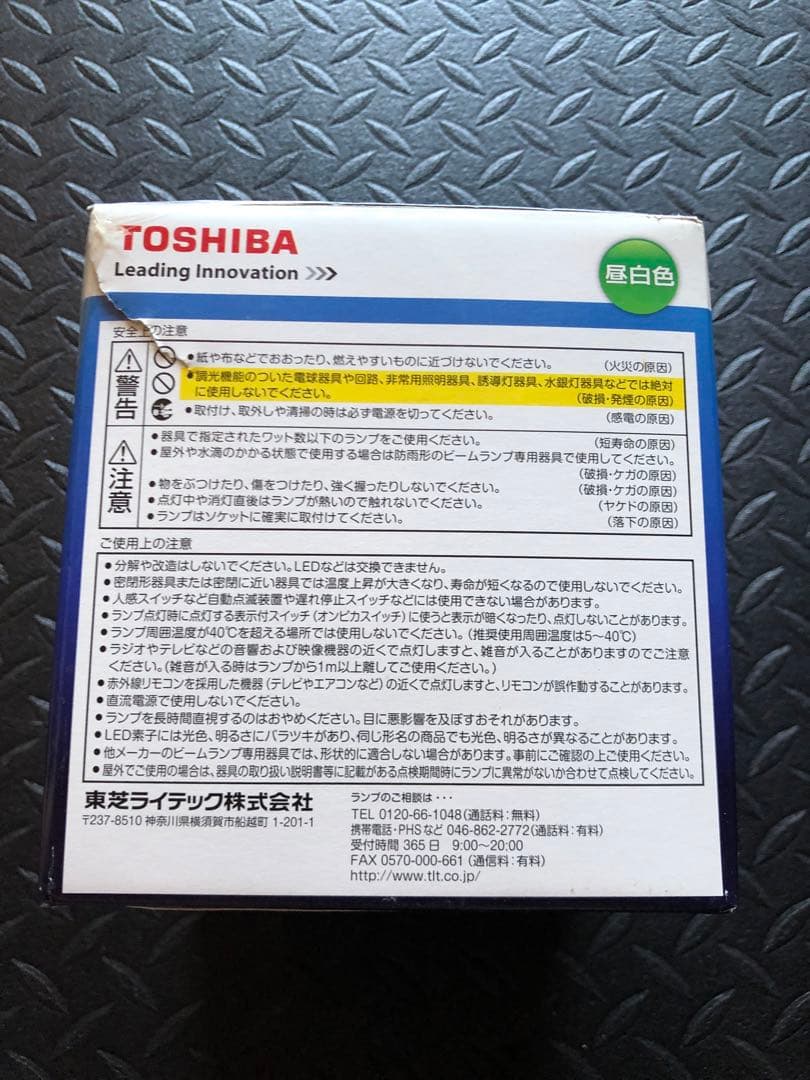 TOSHIBA
Leading Innovation >>>
昼白色
安全上の注意
警告
•紙や布などでおおったり、燃えやすいものに近づけないでください。 (火災の原因)
•調光機能のついた電球器具や回路、非常用照明器具、誘導灯器具、水銀灯器具などでは絶対
に使用しないでください。 (破損・発煙の原因)
•取付け、取外しや清掃の時は必ず電源を切ってください。 (感電の原因)
注意
•器具で指定されたワット数以下のランプをご使用ください。 (短寿命の原因)
•屋外や水滴のかかる状態で使用する場合は防雨形のビームランプ専用器具で使用してください。
(破損・ケガの原因)
•物をぶつけたり、傷をつけたり、強く握ったりしないでください。 (破損・ケガの原因)
•点灯中や消灯直後はランプが熱いので触れないでください。 (ヤケドの原因)
•ランプはソケットに確実に取付けてください。 (落下の原因)
ご使用上の注意
•分解や改造はしないでください。LEDなどは交換できません。
•密閉形器具または密閉に近い器具では温度上昇が大きくなり、寿命が短くなるので使用しないでください。
•人感スイッチなど自動点滅装置や遅れ停止スイッチなどには使用できない場合があります。
•ランプ点灯時に点灯する表示付スイッチ(オンピカスイッチ)に使うと表示が暗くなったり、点灯しないことがあります。
•ランプ周囲温度が40℃を超える場所では使用しないでください。(推奨使用周囲温度は5~40℃)
•ラジオやテレビなどの音響および映像機器の近くで点灯しますと、雑音が入ることがありますのでご注意
ください。(雑音が入る時はランプから1m以上離してご使用ください。)
•赤外線リモコンを採用した機器(テレビやエアコンなど)の近くで点灯しますと、リモコンが誤作動することがあります。
•直流電源で使用しないでください。
•ランプを長時間直視するのはおやめください。目に悪影響を及ぼすおそれがあります。
•LED素子には光色、明るさにバラツキがあり、同じ形名の商品でも光色、明るさが異なることがあります。
•他メーカーのビームランプ専用器具では、形状的に適合しない場合があります。事前にご確認の上ご使用ください。
•屋外でご使用の場合は、器具の取り扱い説明書等に記載がある点検期間時にランプに異常がないか合わせて点検してください。
東芝ライテック株式会社
〒237-8510 神奈川県横須賀市船越町 1-201-1
ランプのご相談は・・・
TEL 0120-66-1048(通話料:無料)
携帯電話・PHSなど 046-862-2772(通話料:有料)
受付時間 365日 9:00~20:00
FAX 0570-000-661 (通信料:有料)
http://www.tlt.co.jp/